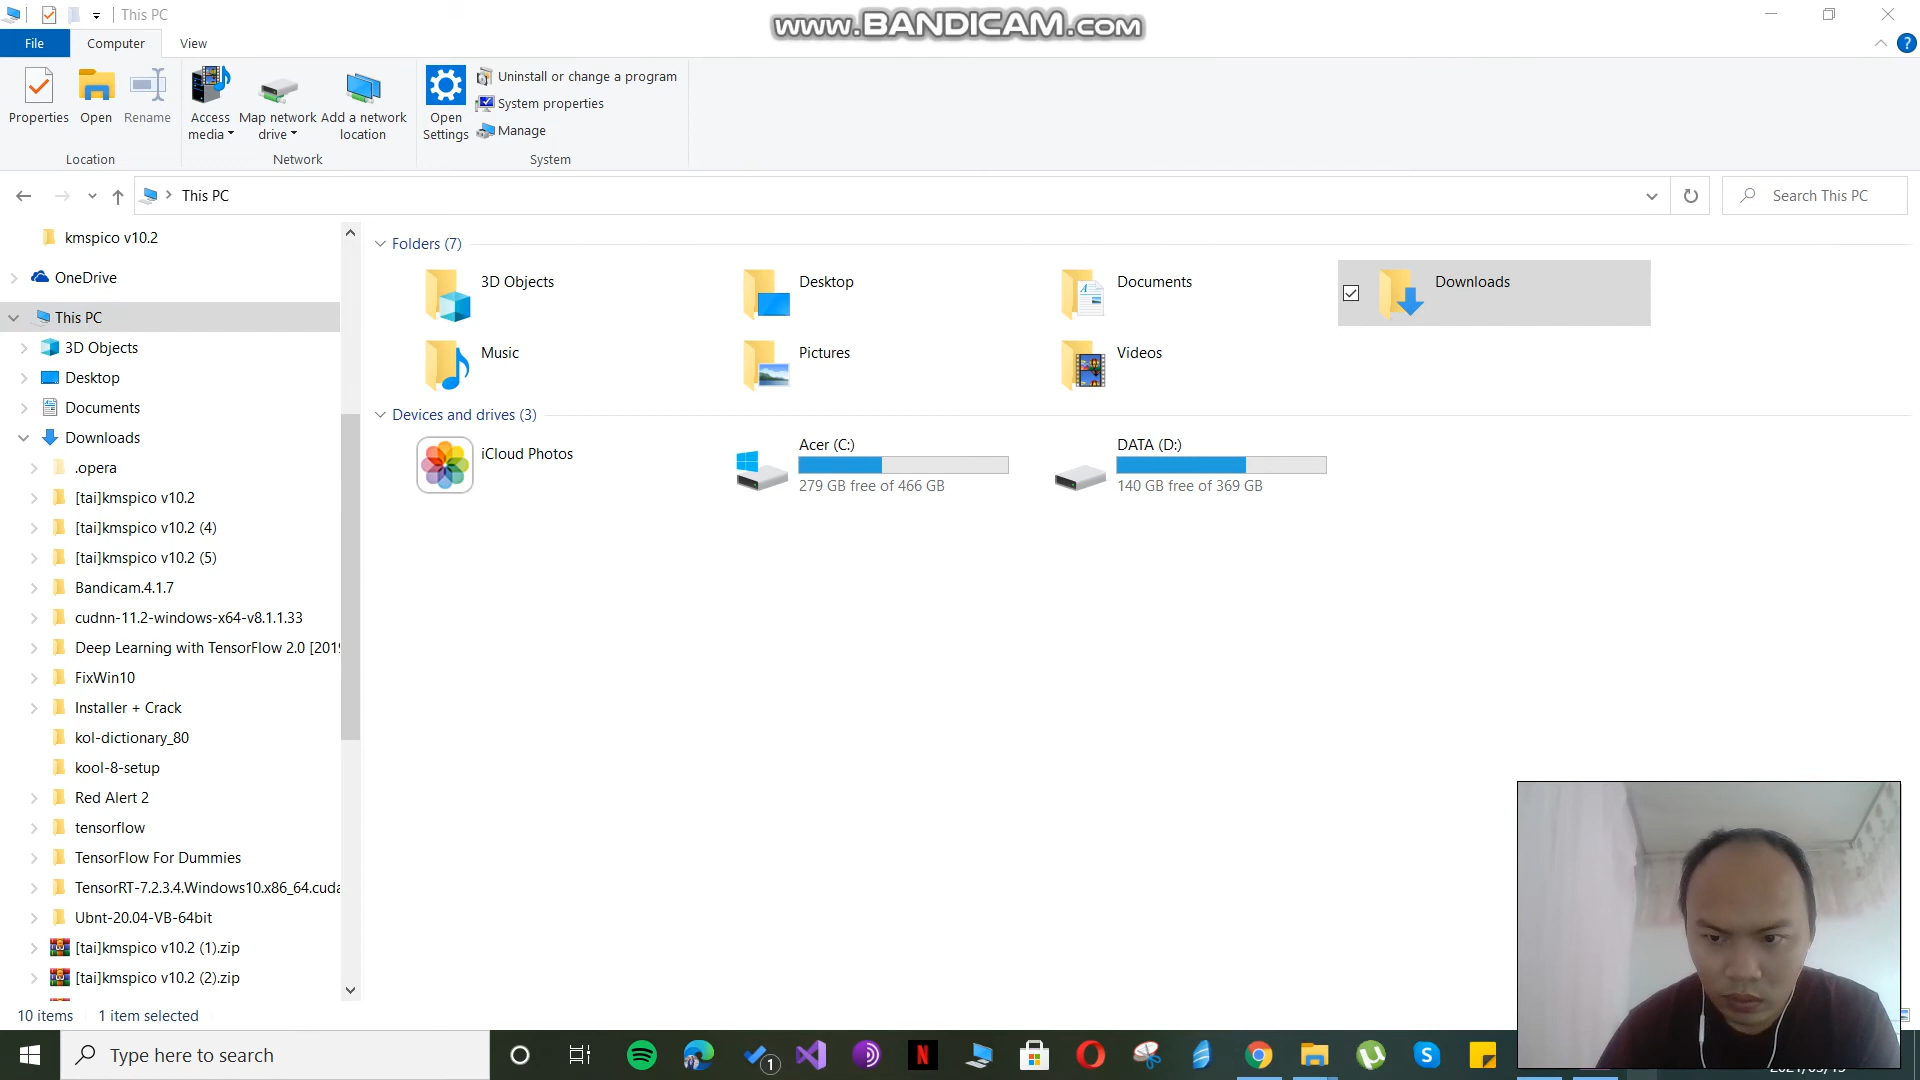 This PC
www.BANDICAM.com
File
Computer
View
Properties
Open
Rename
Access media
Map network drive
Add a network location
Open Settings
Uninstall or change a program
System properties
Manage
Location
Network
System
This PC
Search This PC
kmspico v10.2
OneDrive
This PC
3D Objects
Desktop
Documents
Downloads
.opera
[tai]kmspico v10.2
[tai]kmspico v10.2 (4)
[tai]kmspico v10.2 (5)
Bandicam.4.1.7
cudnn-11.2-windows-x64-v8.1.1.33
Deep Learning with TensorFlow 2.0 [2019
FixWin10
Installer + Crack
kol-dictionary_80
kool-8-setup
Red Alert 2
tensorflow
TensorFlow For Dummies
TensorRT-7.2.3.4.Windows10.x86_64.cuda
Ubnt-20.04-VB-64bit
[tai]kmspico v10.2 (1).zip
[tai]kmspico v10.2 (2).zip
Folders (7)
3D Objects
Desktop
Documents
Downloads
Music
Pictures
Videos
Devices and drives (3)
iCloud Photos
Acer (C:)
279 GB free of 466 GB
DATA (D:)
140 GB free of 369 GB
10 items
1 item selected
Type here to search
1